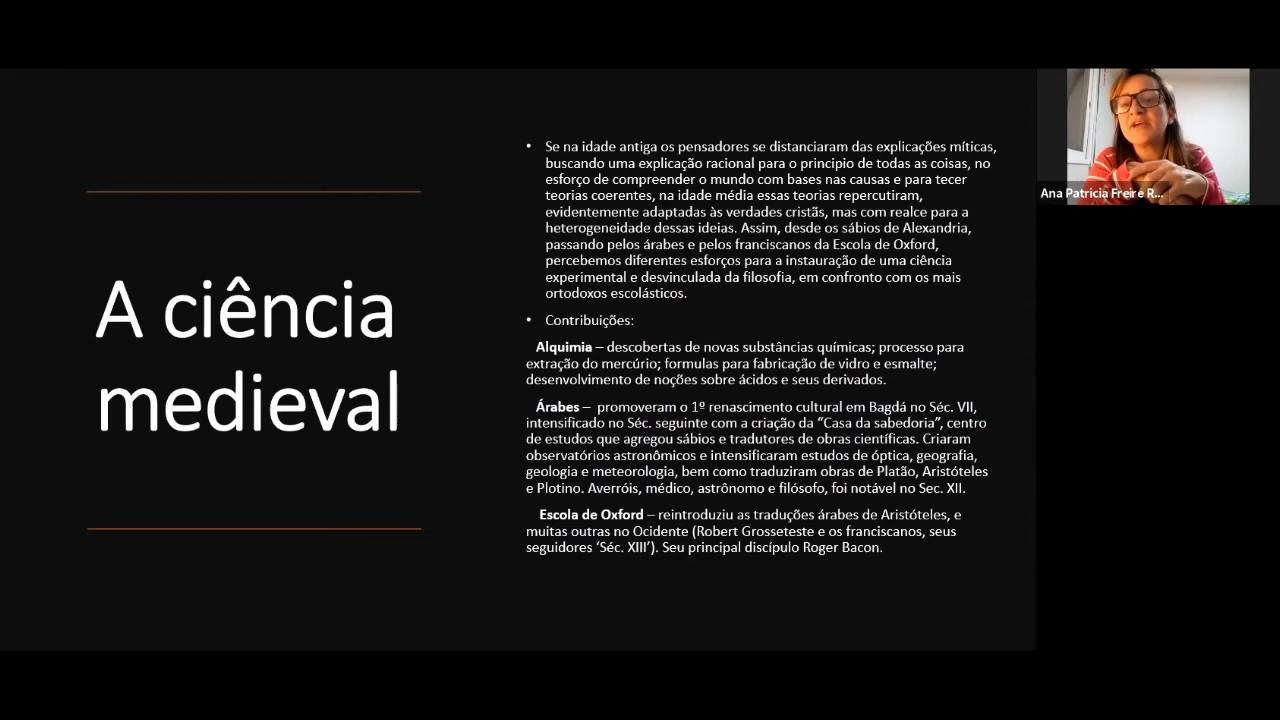 A ciência
medieval
• Se na idade antiga os pensadores se distanciaram das explicações míticas,
buscando uma explicação racional para o principio de todas as coisas, no
esforço de compreender o mundo com bases nas causas e para tecer
teorias coerentes, na idade média essas teorias repercutiram,
evidentemente adaptadas às verdades cristãs, mas com realce para a
heterogeneidade dessas ideias. Assim, desde os sábios de Alexandria,
passando pelos árabes e pelos franciscanos da Escola de Oxford,
percebemos diferentes esforços para a instauração de uma ciência
experimental e desvinculada da filosofia, em confronto com os mais
ortodoxos escolásticos.
• Contribuições:
Alquimia – descobertas de novas substâncias químicas; processo para
extração do mercúrio; formulas para fabricação de vidro e esmalte;
desenvolvimento de noções sobre ácidos e seus derivados.
Árabes – promoveram o 1º renascimento cultural em Bagdá no Séc. VII,
intensificado no Séc. seguinte com a criação da “Casa da sabedoria”, centro
de estudos que agregou sábios e tradutores de obras científicas. Criaram
observatórios astronômicos e intensificaram estudos de óptica, geografia,
geologia e meteorologia, bem como traduziram obras de Platão, Aristóteles
e Plotino. Averróis, médico, astrônomo e filósofo, foi notável no Sec. XII.
Escola de Oxford – reintroduziu as traduções árabes de Aristóteles, e
muitas outras no Ocidente (Robert Grosseteste e os franciscanos, seus
seguidores ‘Séc. XIII’). Seu principal discípulo Roger Bacon.
Ana Patricia Freire R...